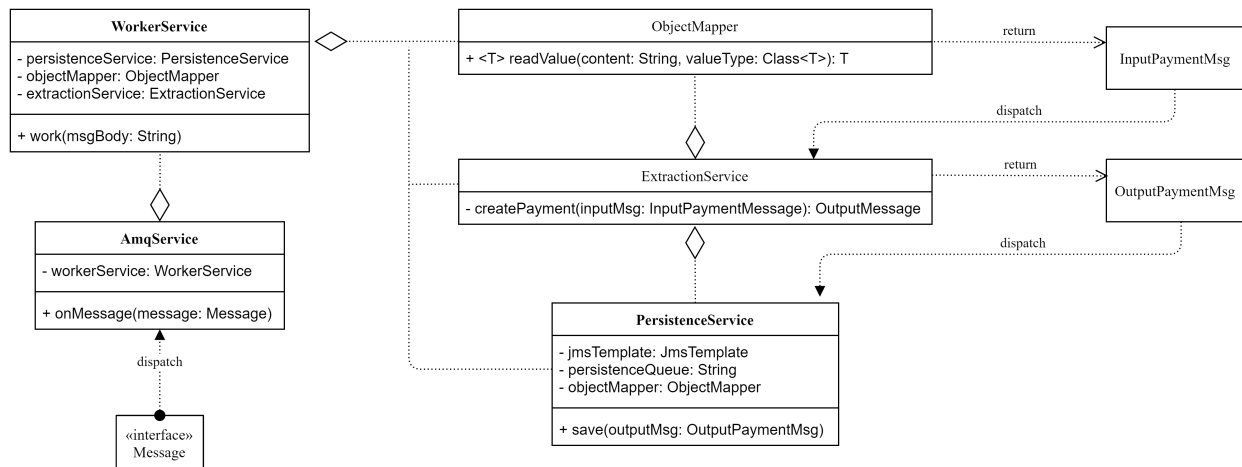 WorkerService
- persistenceService: PersistenceService
- objectMapper: ObjectMapper
- extractionService: ExtractionService
+ work(msgBody: String)
AmqService
- workerService: WorkerService
+ onMessage(message: Message)
dispatch
«interface»
Message
ObjectMapper
+ <T> readValue(content: String, valueType: Class<T>): T
return
InputPaymentMsg
dispatch
ExtractionService
- createPayment(inputMsg: InputPaymentMessage): OutputMessage
return
OutputPaymentMsg
dispatch
PersistenceService
- jmsTemplate: JmsTemplate
- persistenceQueue: String
- objectMapper: ObjectMapper
+ save(outputMsg: OutputPaymentMsg)